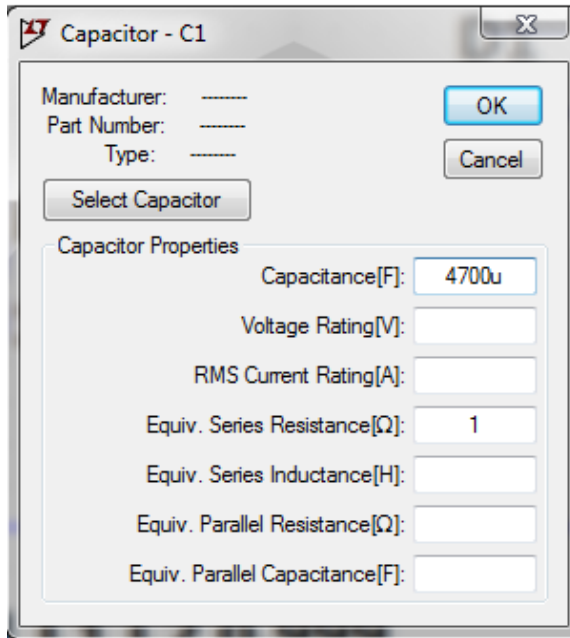 Capacitor - C1
Manufacturer: --------
Part Number: --------
Type: --------
OK
Cancel
Select Capacitor
Capacitor Properties
Capacitance[F]: 4700u
Voltage Rating[V]:
RMS Current Rating[A]:
Equiv. Series Resistance[Ω]: 1
Equiv. Series Inductance[H]:
Equiv. Parallel Resistance[Ω]:
Equiv. Parallel Capacitance[F]: